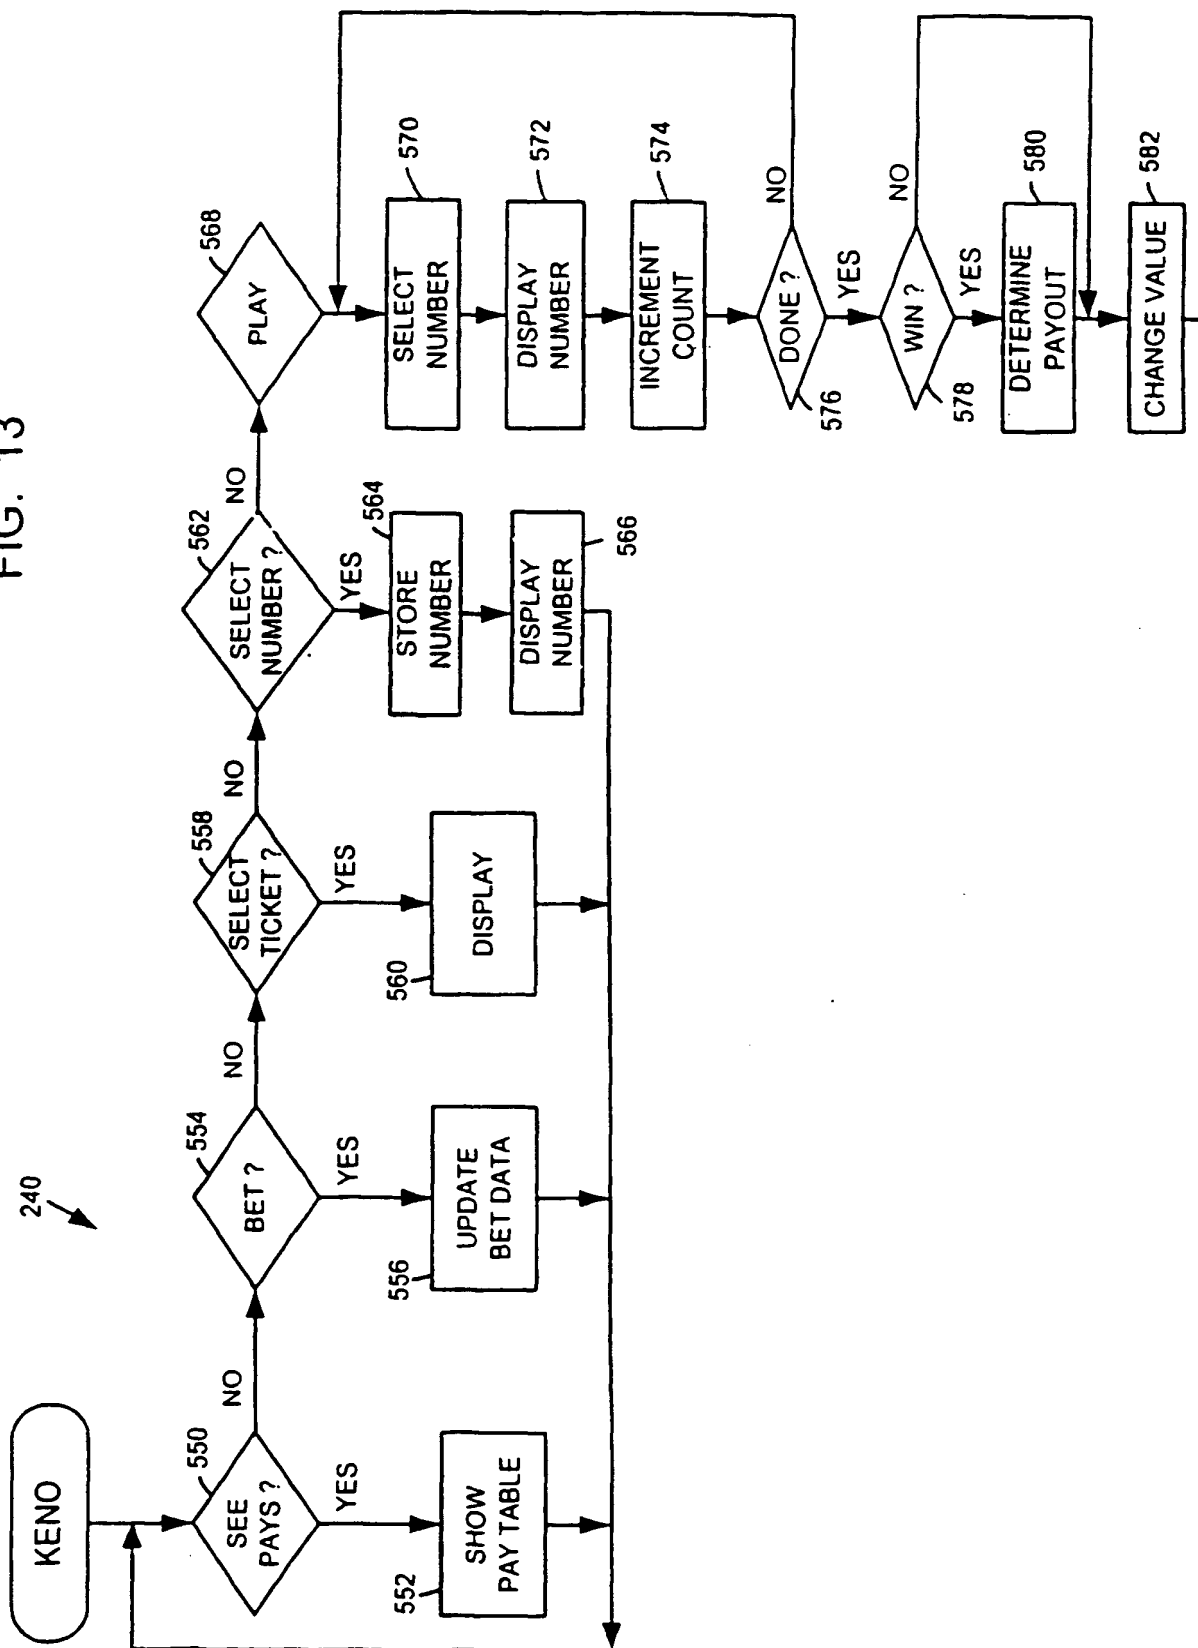 FIG. 13
240
KENO
550
SEE
PAYS ?
NO
YES
552
SHOW
PAY TABLE
554
BET ?
NO
YES
556
UPDATE
BET DATA
558
SELECT
TICKET ?
NO
YES
560
DISPLAY
562
SELECT
NUMBER ?
NO
YES
564
STORE
NUMBER
566
DISPLAY
NUMBER
568
PLAY
570
SELECT
NUMBER
572
DISPLAY
NUMBER
574
INCREMENT
COUNT
DONE ?
576
NO
YES
WIN ?
578
NO
YES
580
DETERMINE
PAYOUT
582
CHANGE VALUE